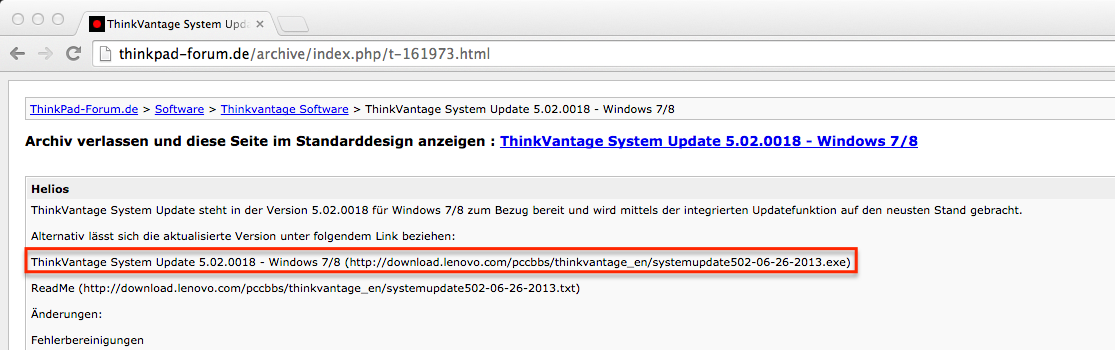 ThinkVantage System Upda
thinkpad-forum.de/archive/index.php/t-161973.html
ThinkPad-Forum.de > Software > Thinkvantage Software > ThinkVantage System Update 5.02.0018 - Windows 7/8
Archiv verlassen und diese Seite im Standarddesign anzeigen : ThinkVantage System Update 5.02.0018 - Windows 7/8
Helios
ThinkVantage System Update steht in der Version 5.02.0018 für Windows 7/8 zum Bezug bereit und wird mittels der integrierten Updatefunktion auf den neusten Stand gebracht.
Alternativ lässt sich die aktualisierte Version unter folgendem Link beziehen:
ThinkVantage System Update 5.02.0018 - Windows 7/8 (http://download.lenovo.com/pccbbs/thinkvantage_en/systemupdate502-06-26-2013.exe)
ReadMe (http://download.lenovo.com/pccbbs/thinkvantage_en/systemupdate502-06-26-2013.txt)
Änderungen:
Fehlerbereinigungen